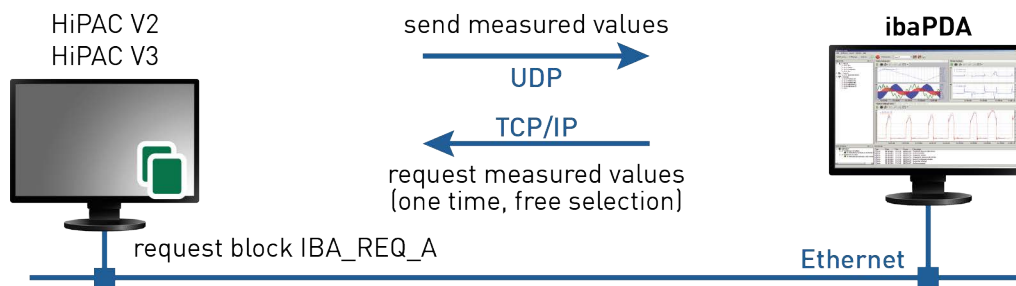 HiPAC V2
HiPAC V3
send measured values
UDP
TCP/IP
request measured values
(one time, free selection)
ibaPDA
request block IBA_REQ_A
Ethernet